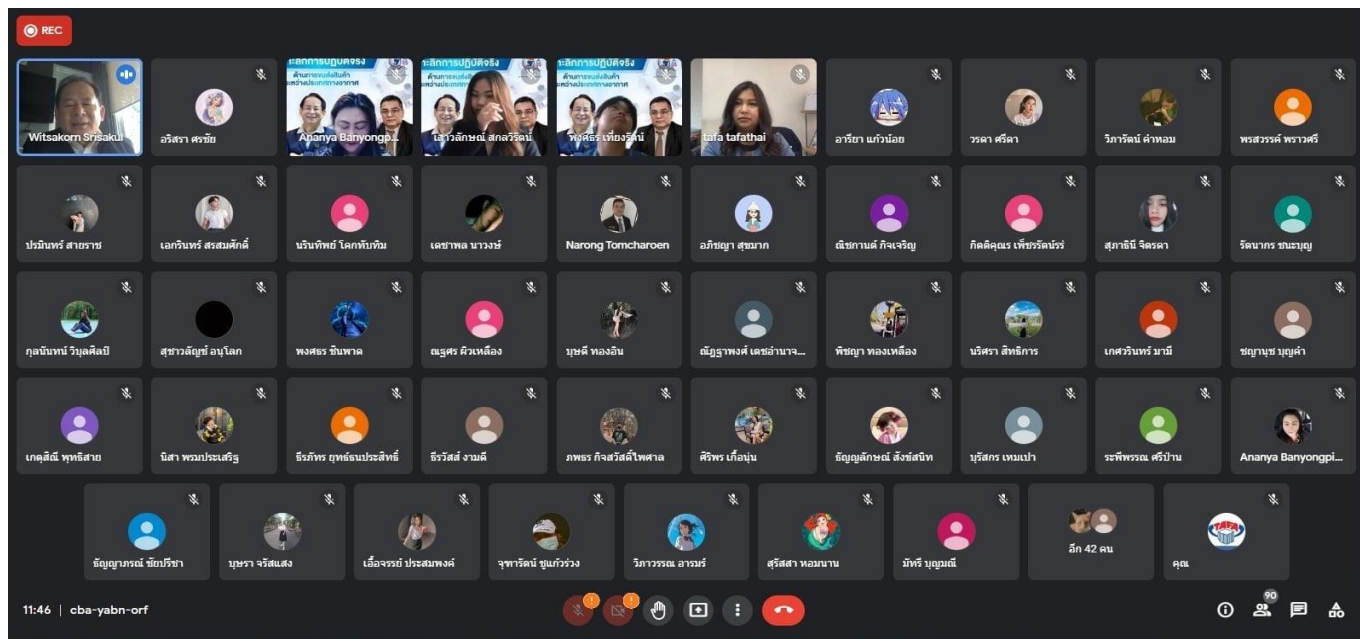 REC
Witsakorn Srisakul
อริสรา ศรชัย
Apanya Banyongp...
เสาวลักษณ์ สกลวิรัตน์
พงศ์ธร เที่ยงรัตน์
tafa tafathai
อารียา แก้วน้อย
วรดา ศรีดา
วิภารัตน์ คำหอม
พรสวรรค์ พราวศรี
ปรมินทร์ สายราช
เอกรินทร์ สรสมศักดิ์
นรินทิพย์ โคกทับทิม
เดชาพล นาวงษ์
Narong Tomcharoen
อภิชญา สุขมาก
ณิชกานต์ กิจเจริญ
กิตติคุณร เพ็ชรรัตน์รร่
สุภาธินี จิตรดา
รัตนากร ชนะบุญ
กุลนันทน์ วิบุลศิลป์
สุชาวลัญช์ อนุโลก
พงศธร ชินพาด
ณฐศร ผิวเหลือง
บุษดี ทองอิน
ณัฏฐาพงศ์ เดชอำนาจ...
พิชญา ทองเหลือง
นริศรา สิทธิการ
เกศวรินทร์ มามี
ชญานุช บุญคำ
เกตุสิณี พุทธิสาย
นิสา พรมประเสริฐ
ธีรภัทร ยุทธ์ธนประสิทธิ์
ธีรวัสส์ งามดี
ภพธร กิจสวัสดิ์ไพศาล
ศิริพร เกื้อนุ่น
ธัญญลักษณ์ สังข์สนิท
บุรัสกร เหมเปา
ระพีพรรณ ศรีปาน
Ananya Banyongpi...
ธัญญาภรณ์ ชัยปรีชา
บุษรา จรัสแสง
เอื้อจรรย์ ประสมพงค์
จุฑารัตน์ ชูแก้วร่วง
วิภาวรรณ อารมร์
สุรัสสา หอมนาน
มัทรี บุญมณี
อีก 42 คน
คุณ
11:46 | cba-yabn-orf
90